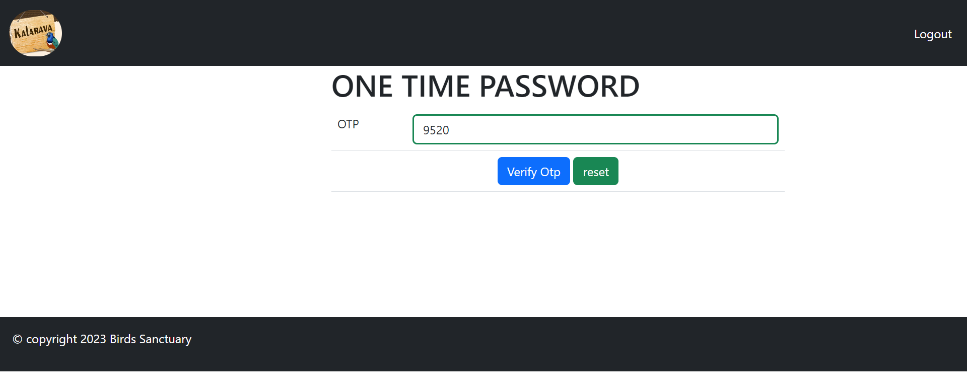 KALARAVA
Logout
ONE TIME PASSWORD
OTP
9520
Verify Otp
reset
© copyright 2023 Birds Sanctuary